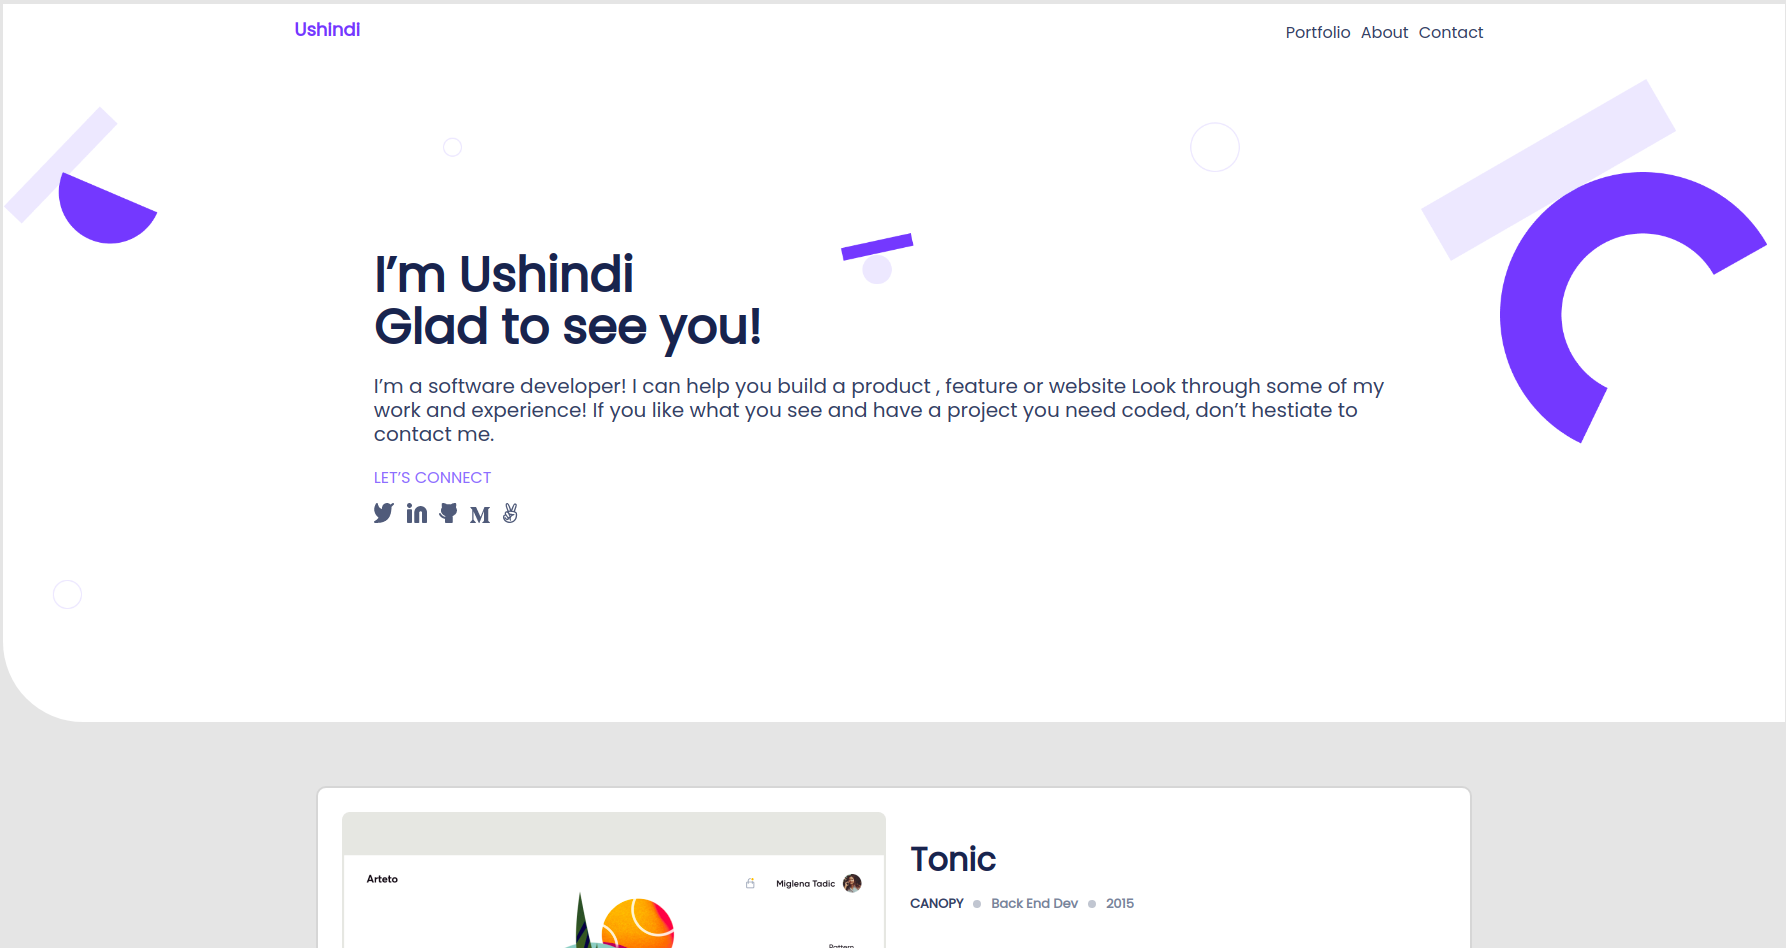 Ushindi
Portfolio About Contact
I’m Ushindi
Glad to see you!
I’m a software developer! I can help you build a product , feature or website Look through some of my
work and experience! If you like what you see and have a project you need coded, don’t hestiate to
contact me.
LET’S CONNECT
Arteto
Miglena Tadic
Pattern
Tonic
CANOPY Back End Dev 2015